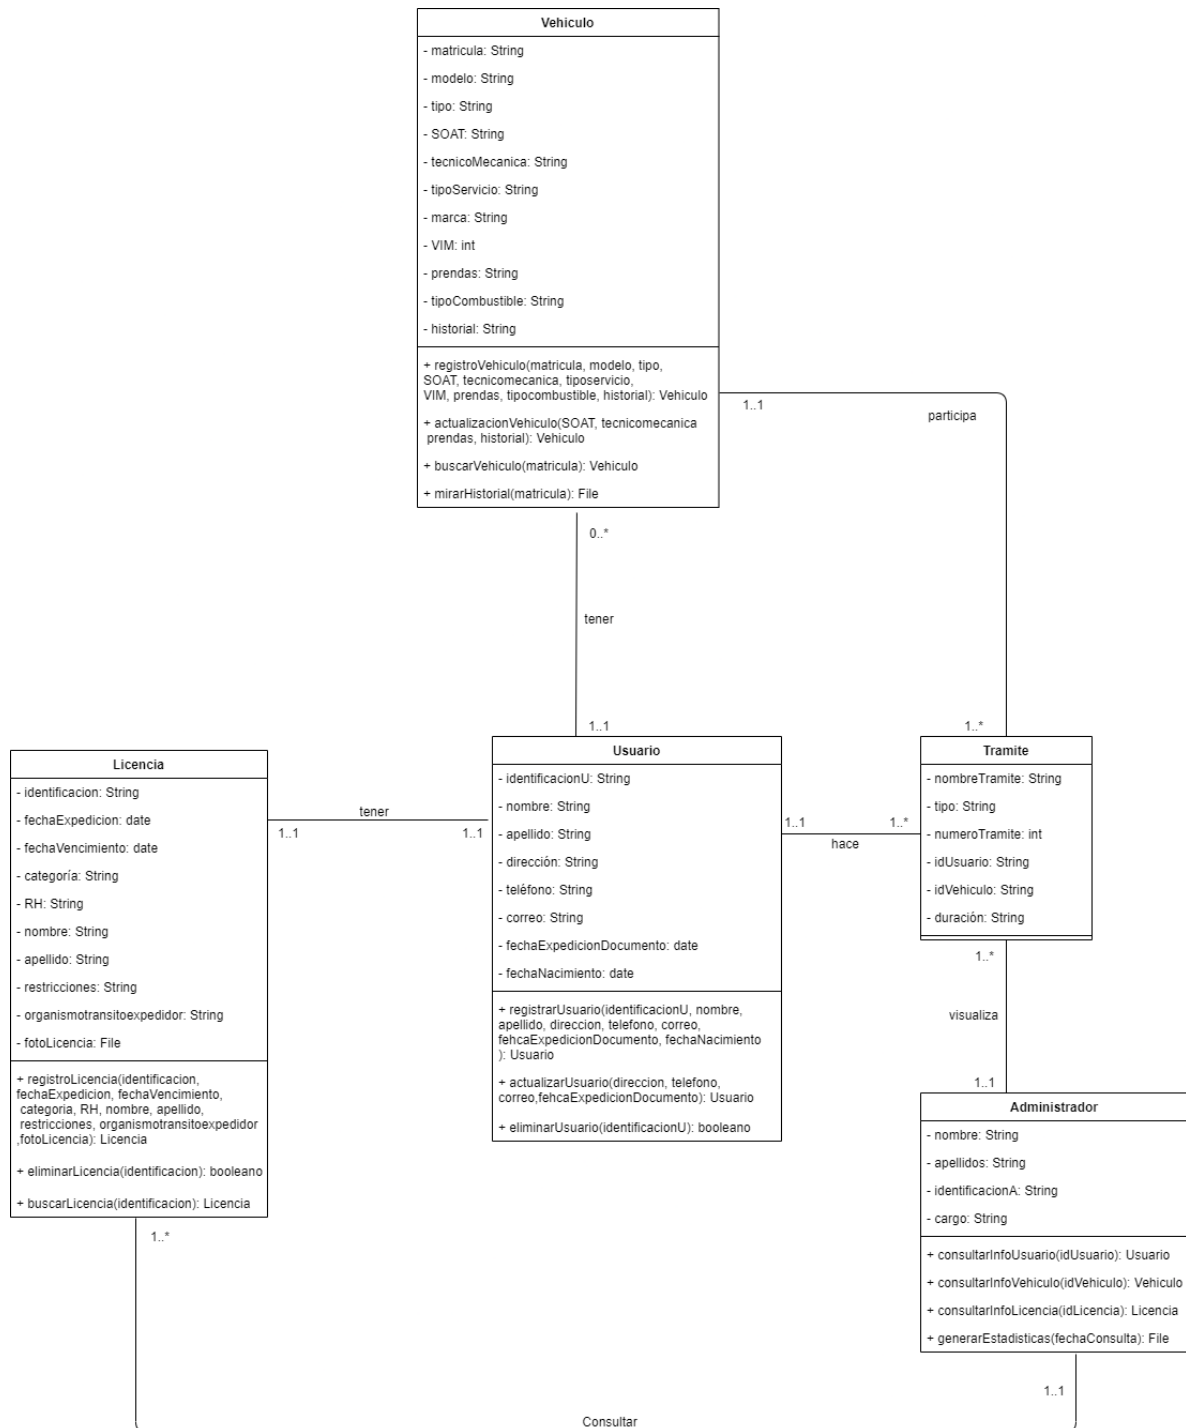 Vehiculo
- matricula: String
- modelo: String
- tipo: String
- SOAT: String
- tecnicoMecanica: String
- tipoServicio: String
- marca: String
- VIM: int
- prendas: String
- tipoCombustible: String
- historial: String
+ registroVehiculo(matricula, modelo, tipo,
SOAT, tecnicomecanica, tiposervicio,
VIM, prendas, tipocombustible, historial): Vehiculo
+ actualizacionVehiculo(SOAT, tecnicomecanica
prendas, historial): Vehiculo
+ buscarVehiculo(matricula): Vehiculo
+ mirarHistorial(matricula): File
1..1
participa
0..*
tener
1..1
1..*
Licencia
- identificacion: String
- fechaExpedicion: date
- fechaVencimiento: date
- categoría: String
- RH: String
- nombre: String
- apellido: String
- restricciones: String
- organismotransitoexpedidor: String
- fotoLicencia: File
+ registroLicencia(identificacion,
fechaExpedicion, fechaVencimiento,
categoria, RH, nombre, apellido,
restricciones, organismotransitoexpedidor
,fotoLicencia): Licencia
+ eliminarLicencia(identificacion): booleano
+ buscarLicencia(identificacion): Licencia
tener
1..1
1..1
Usuario
- identificacionU: String
- nombre: String
- apellido: String
- dirección: String
- teléfono: String
- correo: String
- fechaExpedicionDocumento: date
- fechaNacimiento: date
+ registrarUsuario(identificacionU, nombre,
apellido, direccion, telefono, correo,
fehcaExpedicionDocumento, fechaNacimiento
): Usuario
+ actualizarUsuario(direccion, telefono,
correo,fehcaExpedicionDocumento): Usuario
+ eliminarUsuario(identificacionU): booleano
1..1
1..*
hace
Tramite
- nombreTramite: String
- tipo: String
- numeroTramite: int
- idUsuario: String
- idVehiculo: String
- duración: String
1..*
visualiza
1..1
Administrador
- nombre: String
- apellidos: String
- identificacionA: String
- cargo: String
+ consultarInfoUsuario(idUsuario): Usuario
+ consultarInfoVehiculo(idVehiculo): Vehiculo
+ consultarInfoLicencia(idLicencia): Licencia
+ generarEstadisticas(fechaConsulta): File
1..*
1..1
Consultar